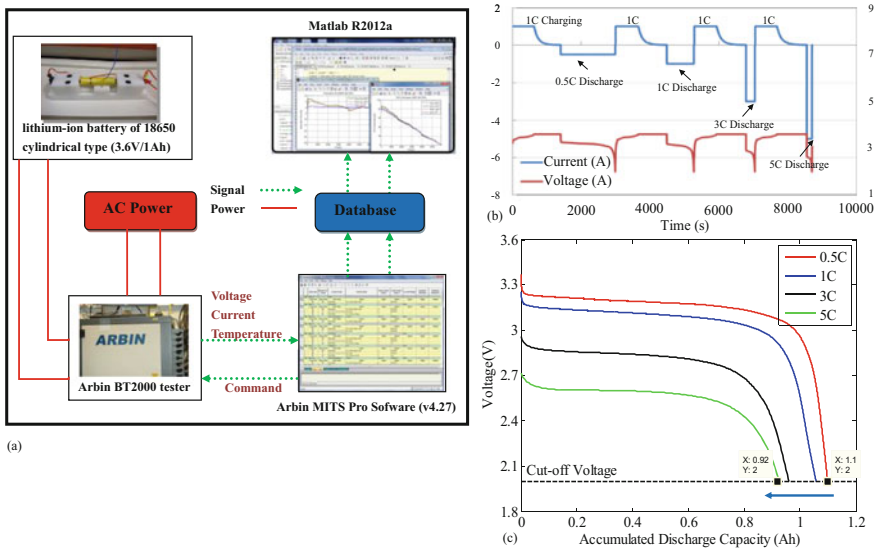 Matlab R2012a
lithium-ion battery of 18650
cylindrical type (3.6V/1Ah)
AC Power
Signal
Power
Database
Voltage
Current
Temperature
ARBIN
Command
Arbin BT2000 tester
Arbin MITS Pro Sofware (v4.27)
(a)
2
0
-2
-4
-6
-8
9
7
5
3
1
1C Charging
1C
1C
1C
0.5C Discharge
1C Discharge
3C Discharge
5C Discharge
Current (A)
Voltage (A)
0
2000
4000
6000
8000
10000
Time (s)
(b)
3.6
3.3
3
2.7
2.4
2.1
1.8
Voltage(V)
0.5C
1C
3C
5C
Cut-off Voltage
X: 0.92
Y: 2
X: 1.1
Y: 2
0
0.2
0.4
0.6
0.8
1
1.2
Accumulated Discharge Capacity (Ah)
(c)